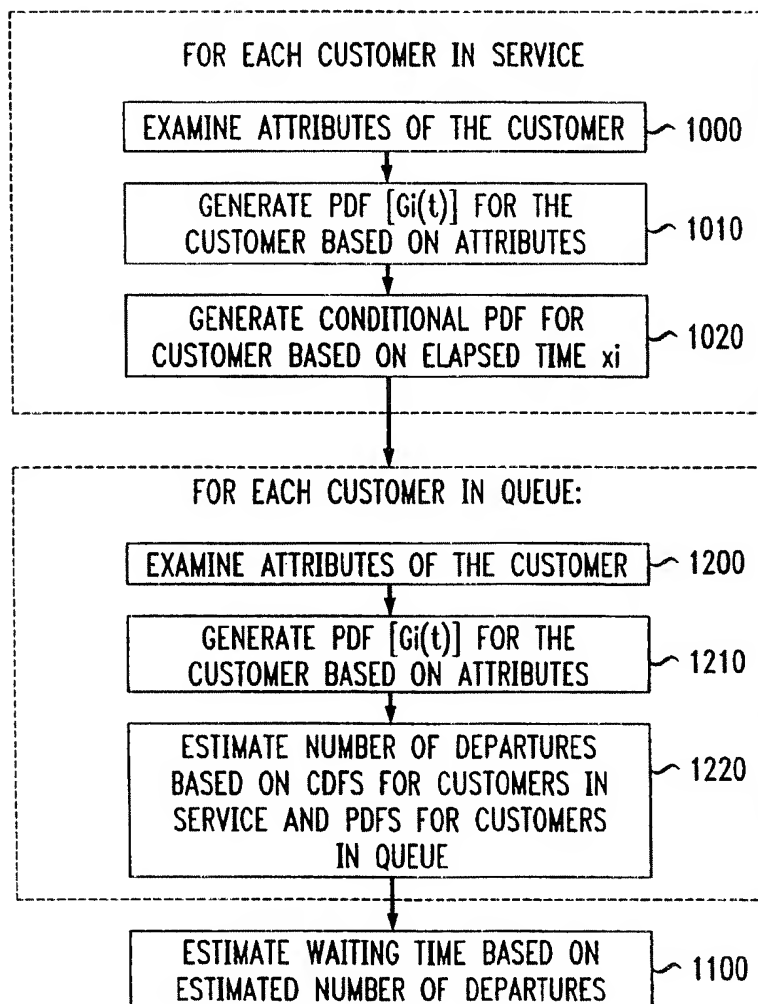 FOR EACH CUSTOMER IN SERVICE
EXAMINE ATTRIBUTES OF THE CUSTOMER
1000
GENERATE PDF [Gi(t)] FOR THE
CUSTOMER BASED ON ATTRIBUTES
1010
GENERATE CONDITIONAL PDF FOR
CUSTOMER BASED ON ELAPSED TIME xi
1020
FOR EACH CUSTOMER IN QUEUE:
EXAMINE ATTRIBUTES OF THE CUSTOMER
1200
GENERATE PDF [Gi(t)] FOR THE
CUSTOMER BASED ON ATTRIBUTES
1210
ESTIMATE NUMBER OF DEPARTURES
BASED ON CDFS FOR CUSTOMERS IN
SERVICE AND PDFS FOR CUSTOMERS
IN QUEUE
1220
ESTIMATE WAITING TIME BASED ON
ESTIMATED NUMBER OF DEPARTURES
1100